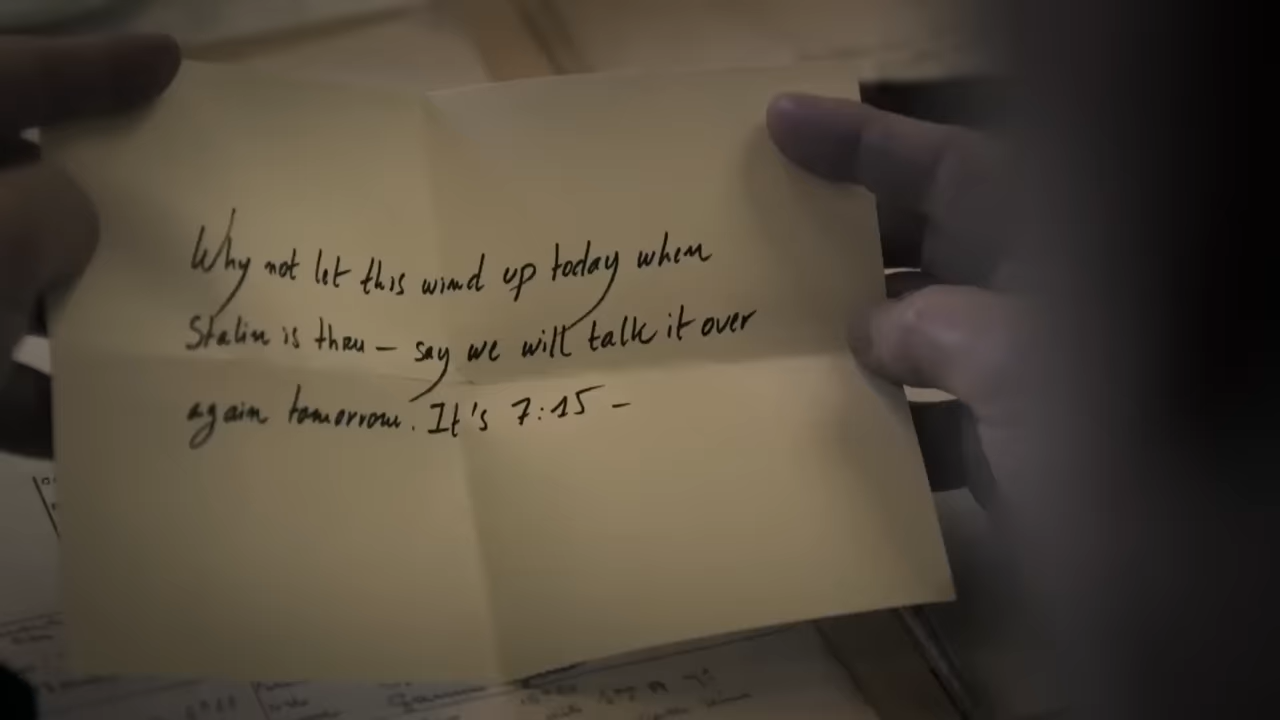 Why not let this wind up today when
Stalin is thru – say we will talk it over
again tomorrow. It's 7:15 –